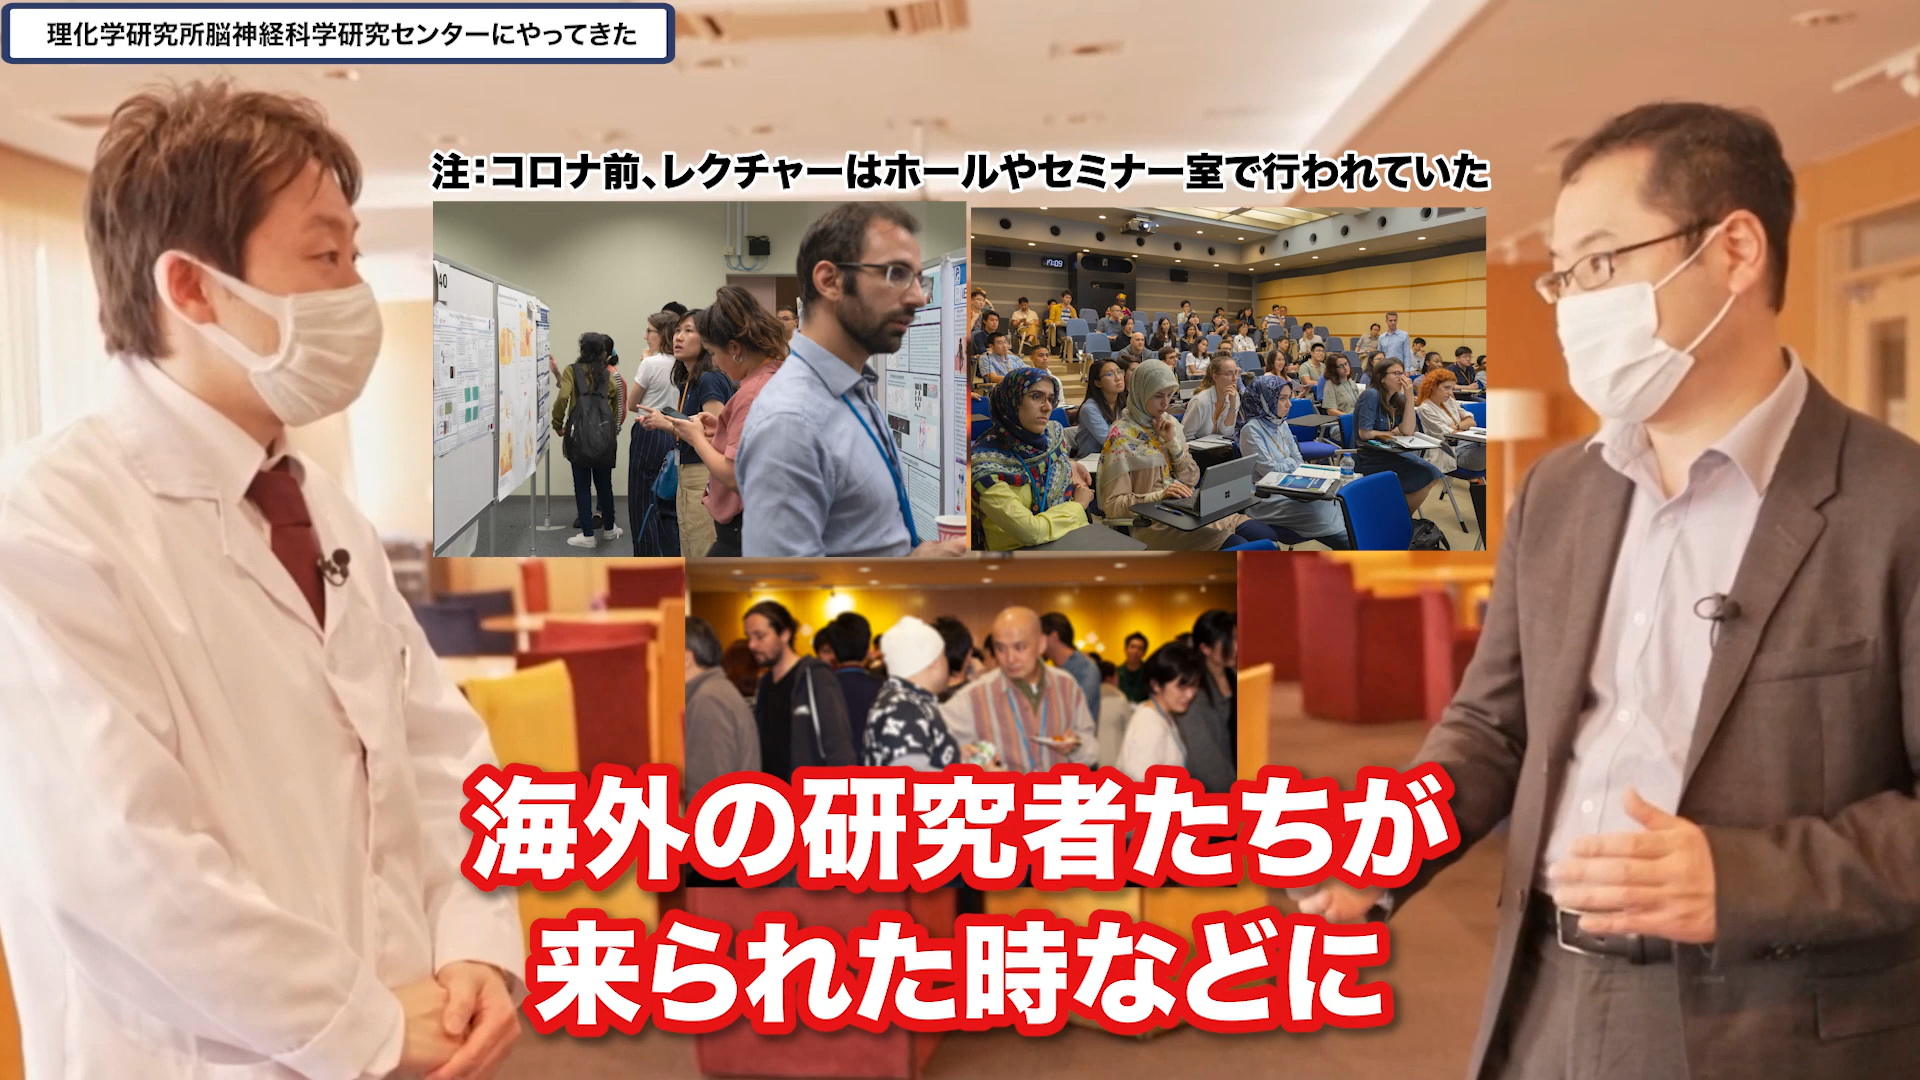 理化学研究所脳神経科学研究センターにやってきた
注:コロナ前、レクチャーはホールやセミナー室で行われていた
40
17:09
海外の研究者たちが
来られた時などに